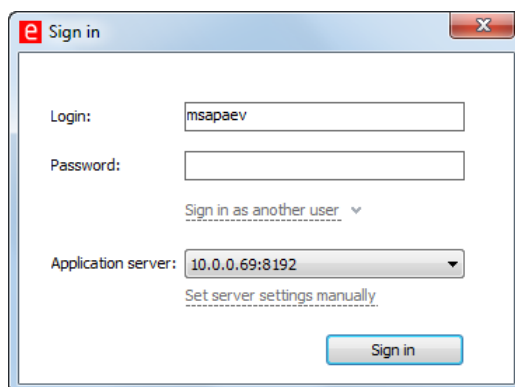 e Sign in
Login: msapaev
Password:
Sign in as another user
Application server: 10.0.0.69:8192
Set server settings manually
Sign in